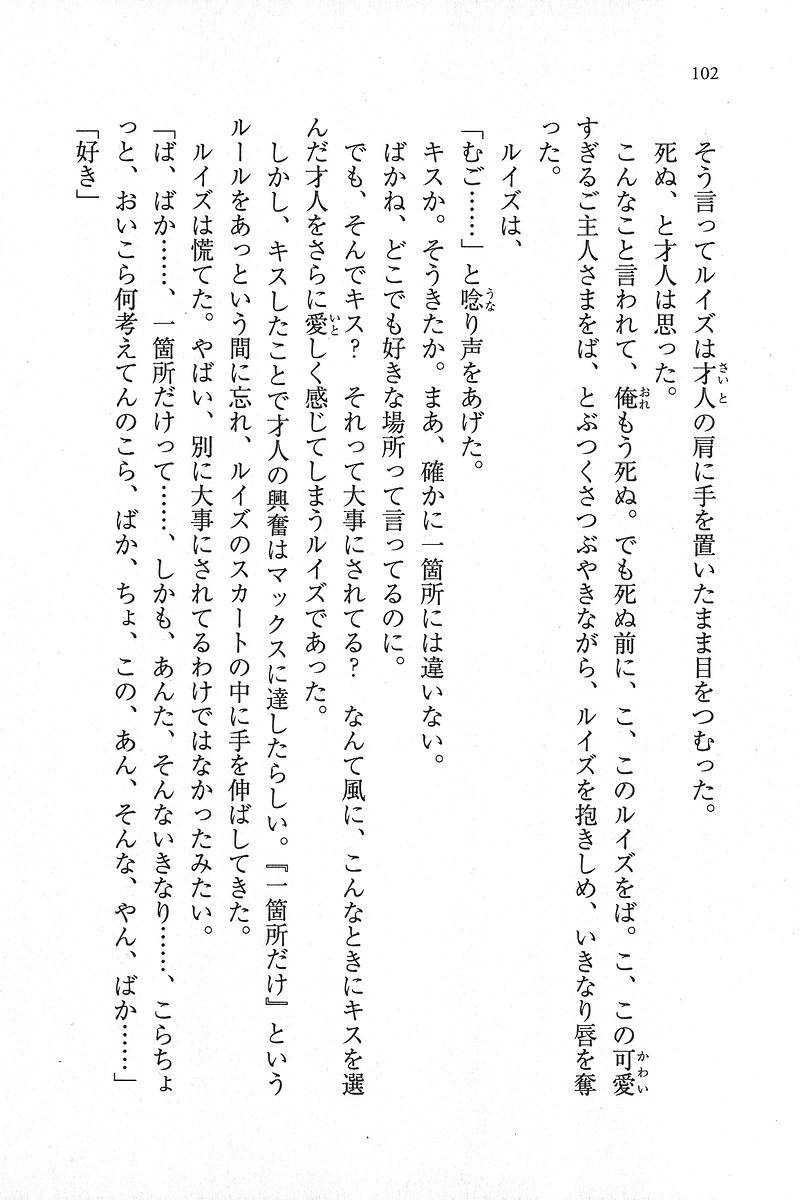 102
そう言ってルイズは才人の肩に手を置いたまま目をつむった。
死ぬ、と才人は思った。
こんなこと言われて、俺もう死ぬ。でも死ぬ前に、こ、このルイズをば。こ、この可愛
すぎるご主人さまをば、とぶつくさつぶやきながら、ルイズを抱きしめ、いきなり唇を奪
った。
ルイズは、
「むご……」と唸り声をあげた。
キスか。そうきたか。まあ、確かに一箇所には違いない。
ばかね、どこでも好きな場所って言ってるのに。
でも、そんでキス？　それって大事にされてる？　なんて風に、こんなときにキスを選
んだ才人をさらに愛しく感じてしまうルイズであった。
しかし、キスしたことで才人の興奮はマックスに達したらしい。『一箇所だけ』という
ルールをあっという間に忘れ、ルイズのスカートの中に手を伸ばしてきた。
ルイズは慌てた。やばい、別に大事にされてるわけではなかったみたい。
「ば、ばか……、一箇所だけって……、しかも、あんた、そんないきなり……、こらちょ
っと、おいこら何考えてんのこら、ばか、ちょ、この、あん、そんな、やん、ばか……」
「好き」